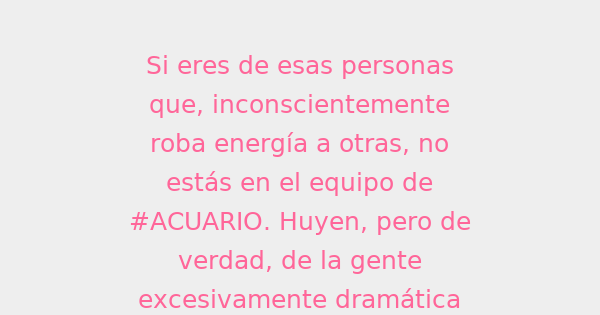 Si eres de esas personas
que, inconscientemente
roba energía a otras, no
estás en el equipo de
#ACUARIO. Huyen, pero de
verdad, de la gente
excesivamente dramática